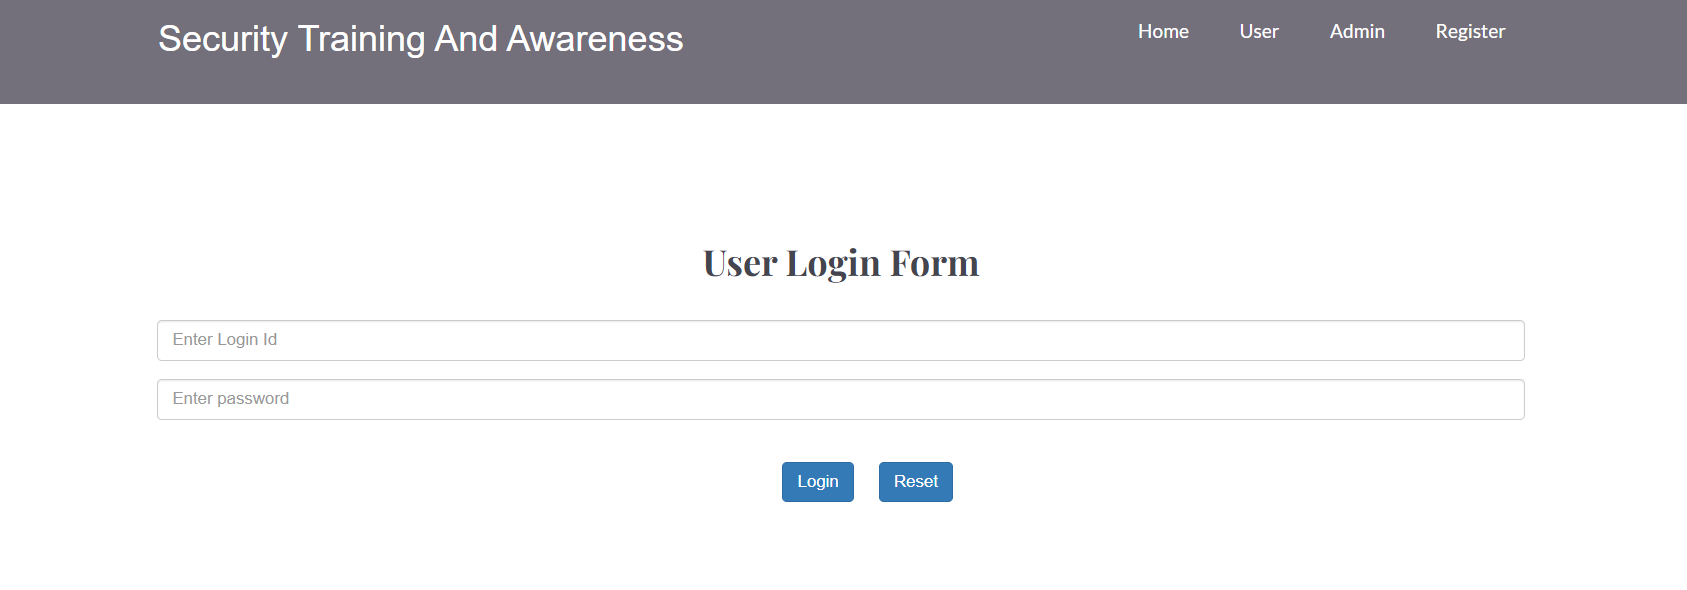 Security Training And Awareness
Home User Admin Register
User Login Form
Enter Login Id
Enter password
Login Reset